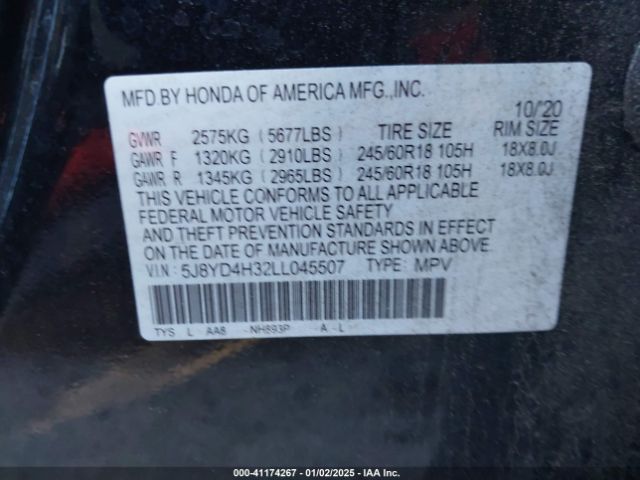 MFD.BY HONDA OF AMERICA MFG.,INC.
10/'20
GVWR 2575KG (5677LBS) TIRE SIZE RIM SIZE
GAWR F 1320KG (2910LBS) 245/60R18 105H 18X8.0J
GAWR R 1345KG (2965LBS) 245/60R18 105H 18X8.0J
THIS VEHICLE CONFORMS TO ALL APPLICABLE
FEDERAL MOTOR VEHICLE SAFETY
AND THEFT PREVENTION STANDARDS IN EFFECT
ON THE DATE OF MANUFACTURE SHOWN ABOVE.
VIN: 5J8YD4H32LL045507 TYPE: MPV
TYS L AA8 -NH893P A -L
000-41174267 - 01/02/2025 - IAA Inc.